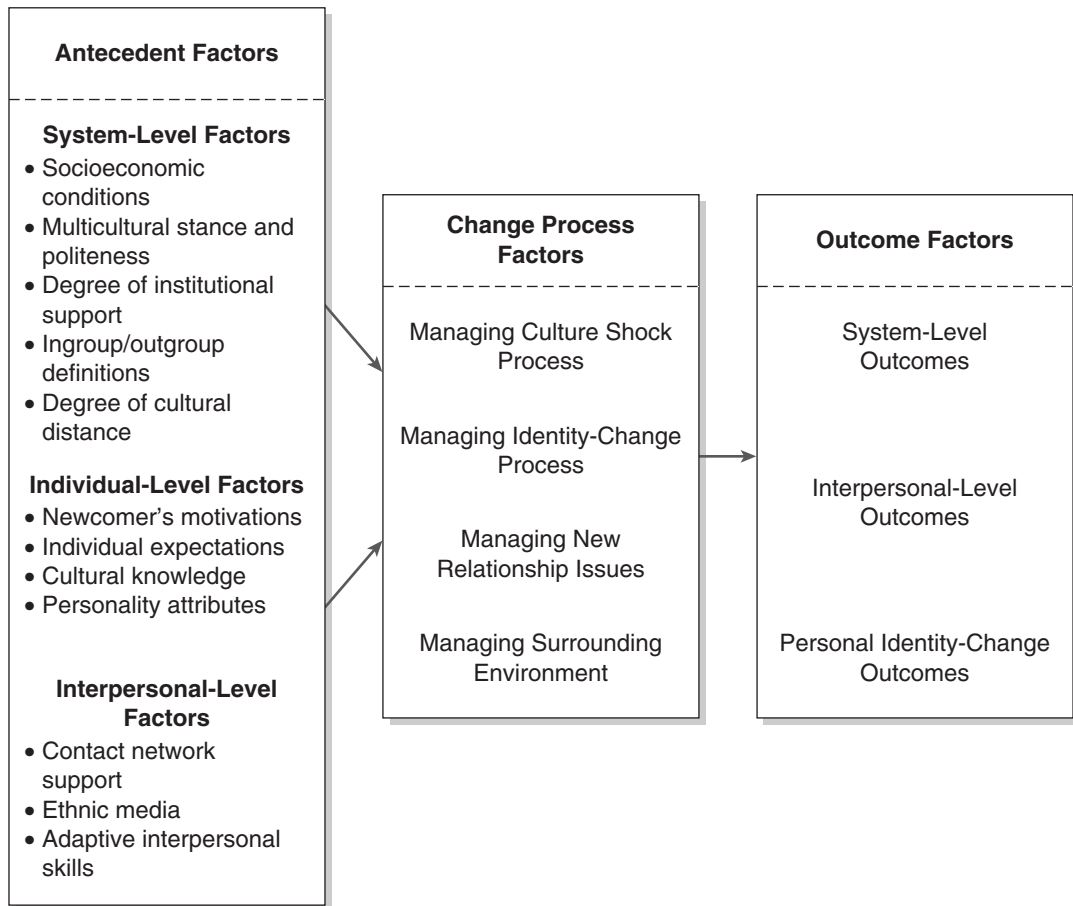 Antecedent Factors
System-Level Factors
• Socioeconomic
conditions
• Multicultural stance and
politeness
• Degree of institutional
support
• Ingroup/outgroup
definitions
• Degree of cultural
distance
Individual-Level Factors
• Newcomer's motivations
• Individual expectations
• Cultural knowledge
• Personality attributes
Interpersonal-Level
Factors
• Contact network
support
• Ethnic media
• Adaptive interpersonal
skills
Change Process
Factors
Managing Culture Shock
Process
Managing Identity-Change
Process
Managing New
Relationship Issues
Managing Surrounding
Environment
Outcome Factors
System-Level
Outcomes
Interpersonal-Level
Outcomes
Personal Identity-Change
Outcomes